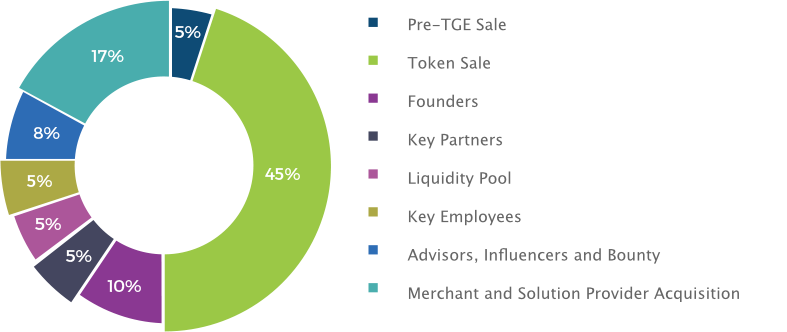 5%
45%
10%
5%
5%
5%
8%
17%
Pre-TGE Sale
Token Sale
Founders
Key Partners
Liquidity Pool
Key Employees
Advisors, Influencers and Bounty
Merchant and Solution Provider Acquisition